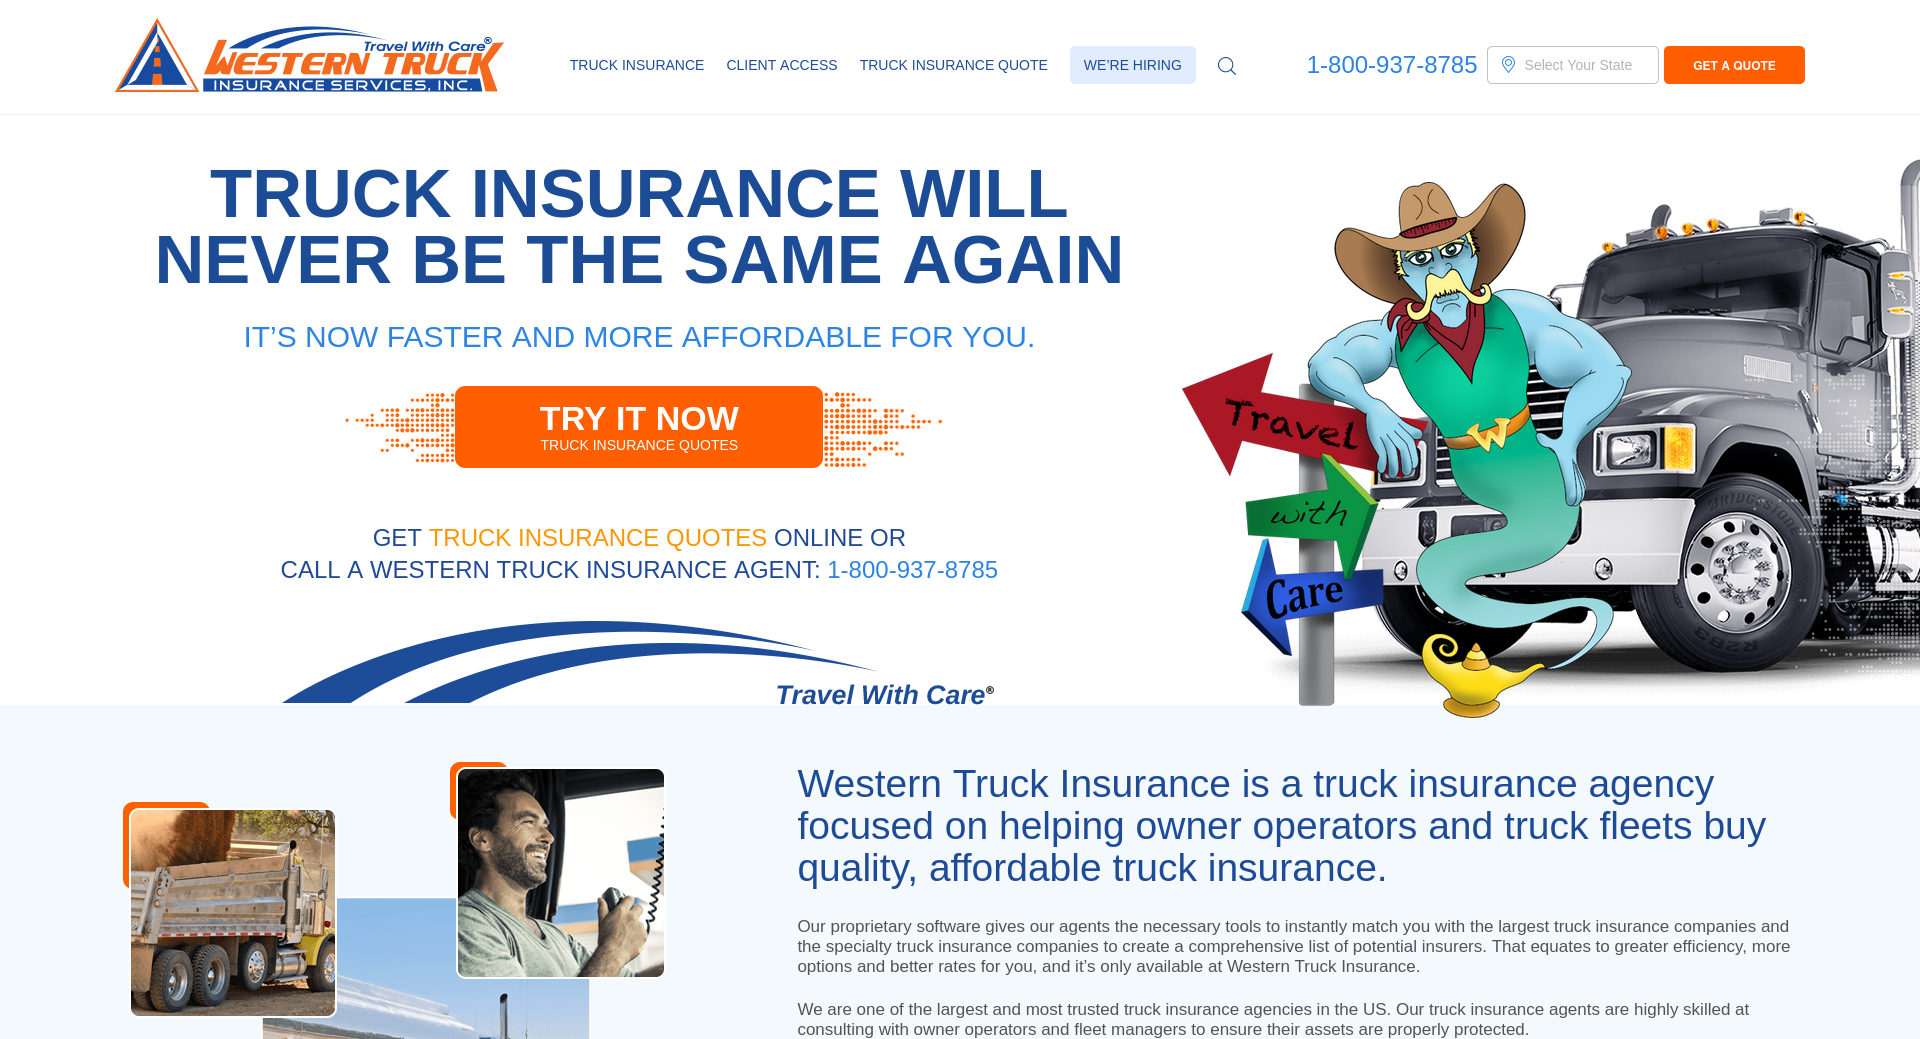 Travel With Care®
WESTERN TRUCK
INSURANCE SERVICES, INC.
TRUCK INSURANCE
CLIENT ACCESS
TRUCK INSURANCE QUOTE
WE’RE HIRING
1-800-937-8785
Select Your State
GET A QUOTE
TRUCK INSURANCE WILL
NEVER BE THE SAME AGAIN
IT’S NOW FASTER AND MORE AFFORDABLE FOR YOU.
TRY IT NOW
TRUCK INSURANCE QUOTES
GET TRUCK INSURANCE QUOTES ONLINE OR
CALL A WESTERN TRUCK INSURANCE AGENT: 1-800-937-8785
Travel With Care®
Travel
with
Care
W
BRIDGESTONE
R283
Western Truck Insurance is a truck insurance agency
focused on helping owner operators and truck fleets buy
quality, affordable truck insurance.
Our proprietary software gives our agents the necessary tools to instantly match you with the largest truck insurance companies and
the specialty truck insurance companies to create a comprehensive list of potential insurers. That equates to greater efficiency, more
options and better rates for you, and it’s only available at Western Truck Insurance.
We are one of the largest and most trusted truck insurance agencies in the US. Our truck insurance agents are highly skilled at
consulting with owner operators and fleet managers to ensure their assets are properly protected.